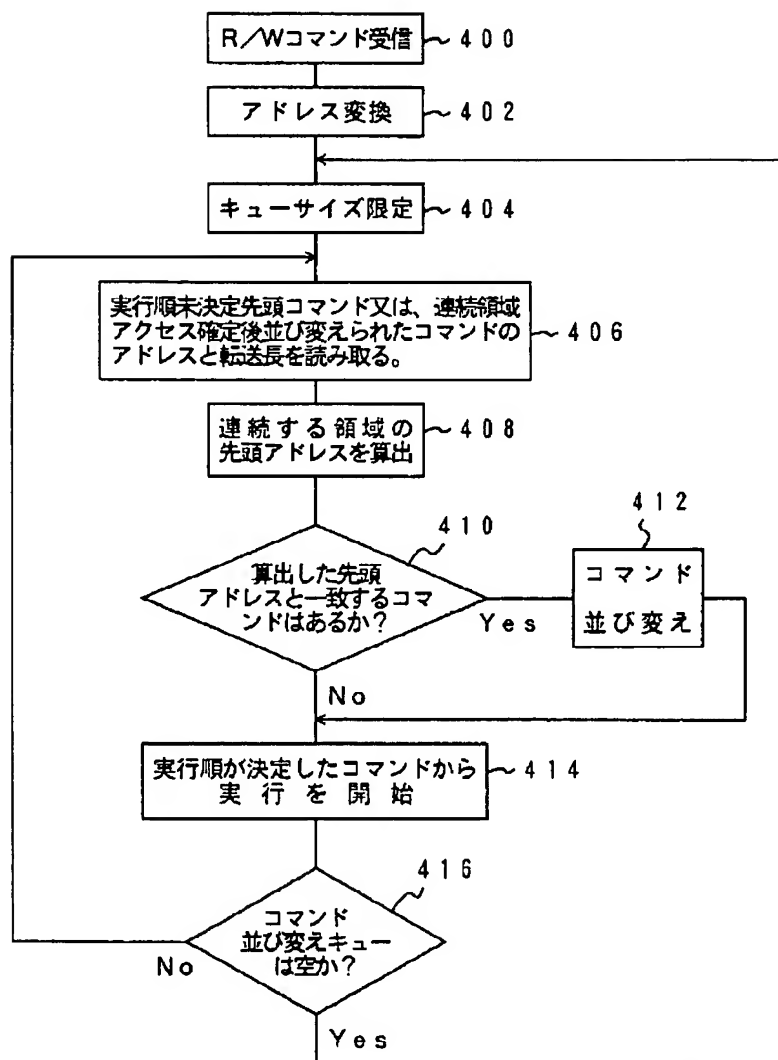 R/Wコマンド受信 ~400
アドレス変換 ~402
キューサイズ限定 ~404
実行順未決定先頭コマンド又は、連続領域
アクセス確定後並び変えられたコマンドの
アドレスと転送長を読み取る。
~406
連続する領域の
先頭アドレスを算出
~408
410
算出した先頭
アドレスと一致するコマ
ンドはあるか?
Yes
412
コマンド
並び変え
No
実行順が決定したコマンドから
実行を開始
~414
416
コマンド
並び変えキュー
は空か?
No
Yes